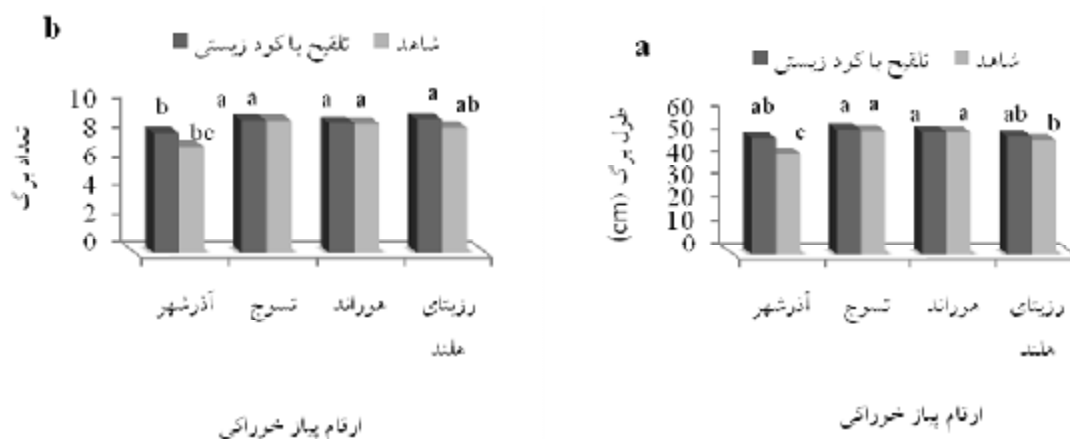 b
تلقیح با کود زیستی شاهد
تعداد برگ
10
8
6
4
2
0
b bc a a a a a ab
آذرشهر تسوج هوراند رزیتای هلند
ارقام پیاز خوراکی
a
تلقیح با کود زیستی شاهد
طول برگ (cm)
60
50
40
30
20
10
0
ab c a a a a ab b
آذرشهر تسوج هوراند رزیتای هلند
ارقام پیاز خوراکی